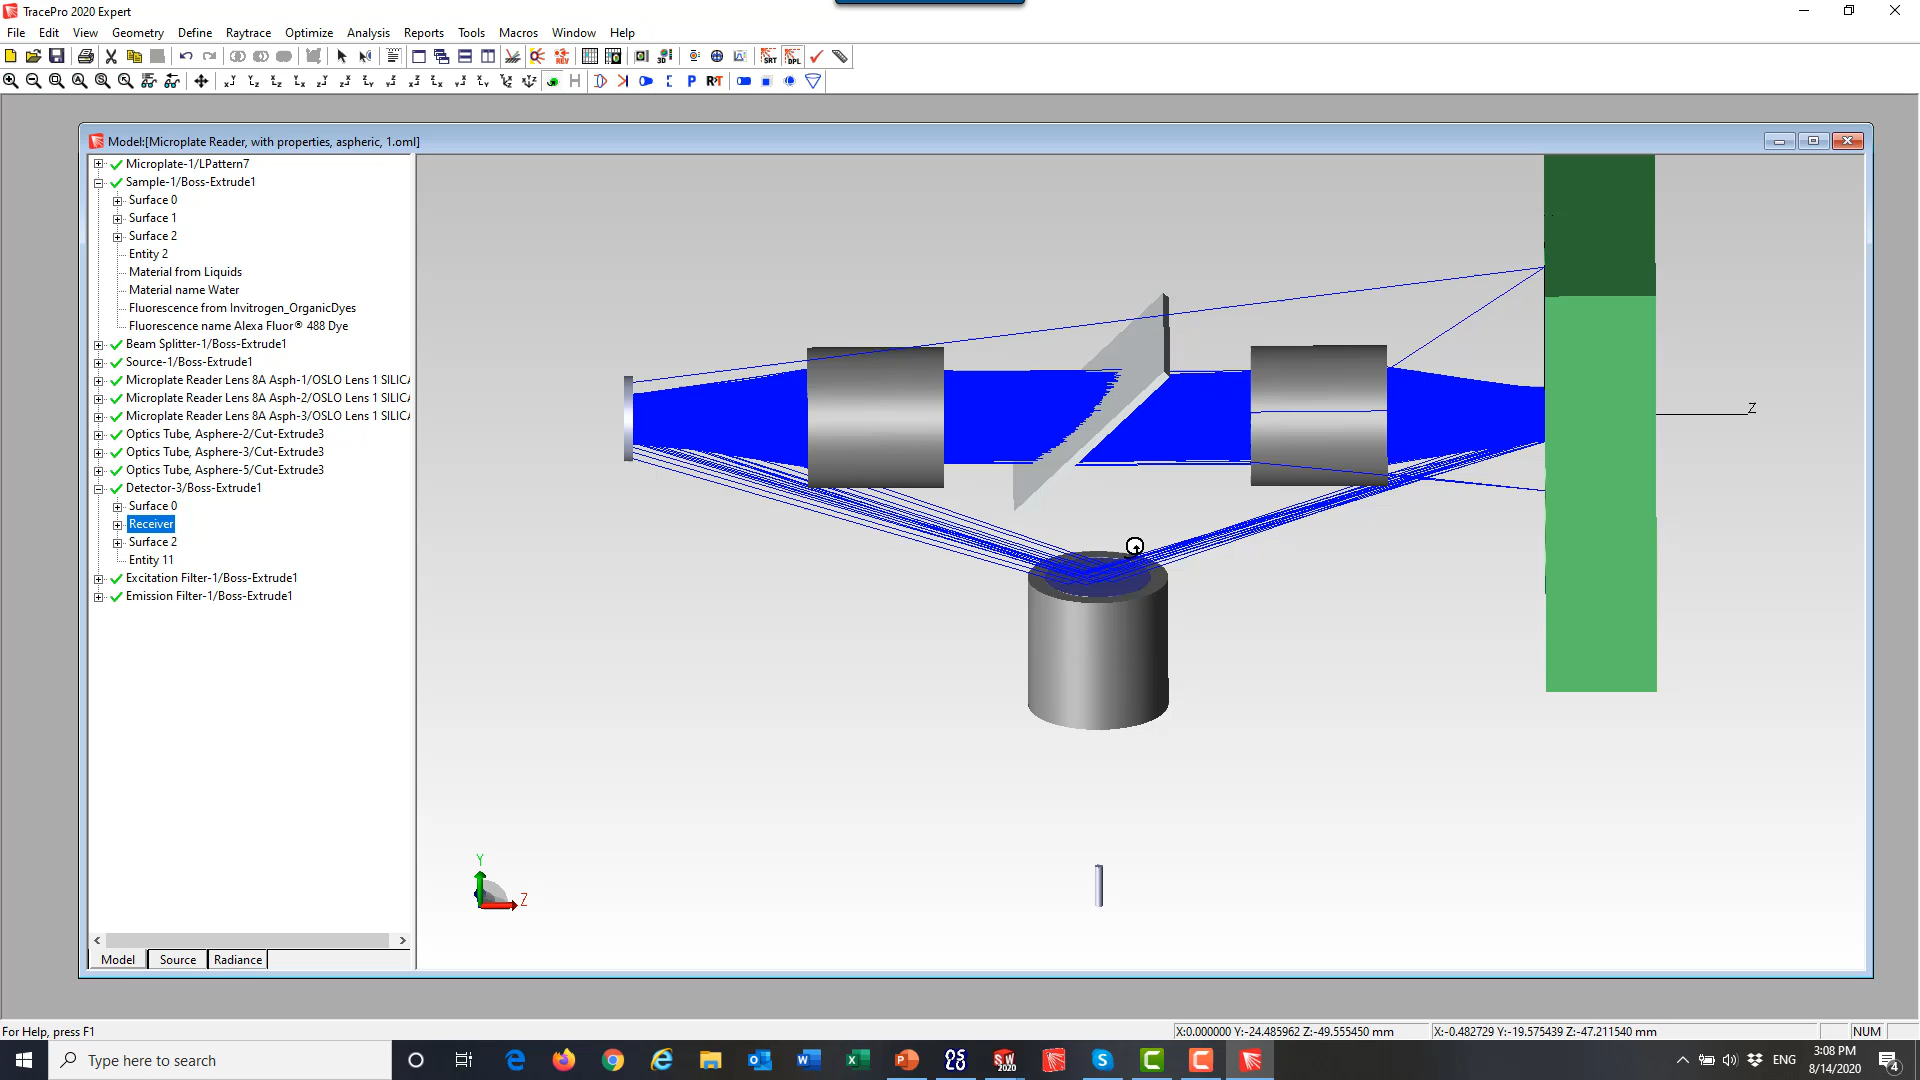 TracePro 2020 Expert
File Edit View Geometry Define Raytrace Optimize Analysis Reports Tools Macros Window Help
Model:[Microplate Reader, with properties, aspheric, 1.oml]
Microplate-1/LPattern7
Sample-1/Boss-Extrude1
Surface 0
Surface 1
Surface 2
Entity 2
Material from Liquids
Material name Water
Fluorescence from Invitrogen_OrganicDyes
Fluorescence name Alexa Fluor® 488 Dye
Beam Splitter-1/Boss-Extrude1
Source-1/Boss-Extrude1
Microplate Reader Lens 8A Asph-1/OSLO Lens 1 SILICA
Microplate Reader Lens 8A Asph-2/OSLO Lens 1 SILICA
Microplate Reader Lens 8A Asph-3/OSLO Lens 1 SILICA
Optics Tube, Asphere-2/Cut-Extrude3
Optics Tube, Asphere-3/Cut-Extrude3
Optics Tube, Asphere-5/Cut-Extrude3
Detector-3/Boss-Extrude1
Surface 0
Receiver
Surface 2
Entity 11
Excitation Filter-1/Boss-Extrude1
Emission Filter-1/Boss-Extrude1
Z
Y
Z
Model Source Radiance
For Help, press F1
X:0.000000 Y:-24.485962 Z:-49.555450 mm
X:-0.482729 Y:-19.575439 Z:-47.211540 mm
NUM
Type here to search
ENG
3:08 PM
8/14/2020
4